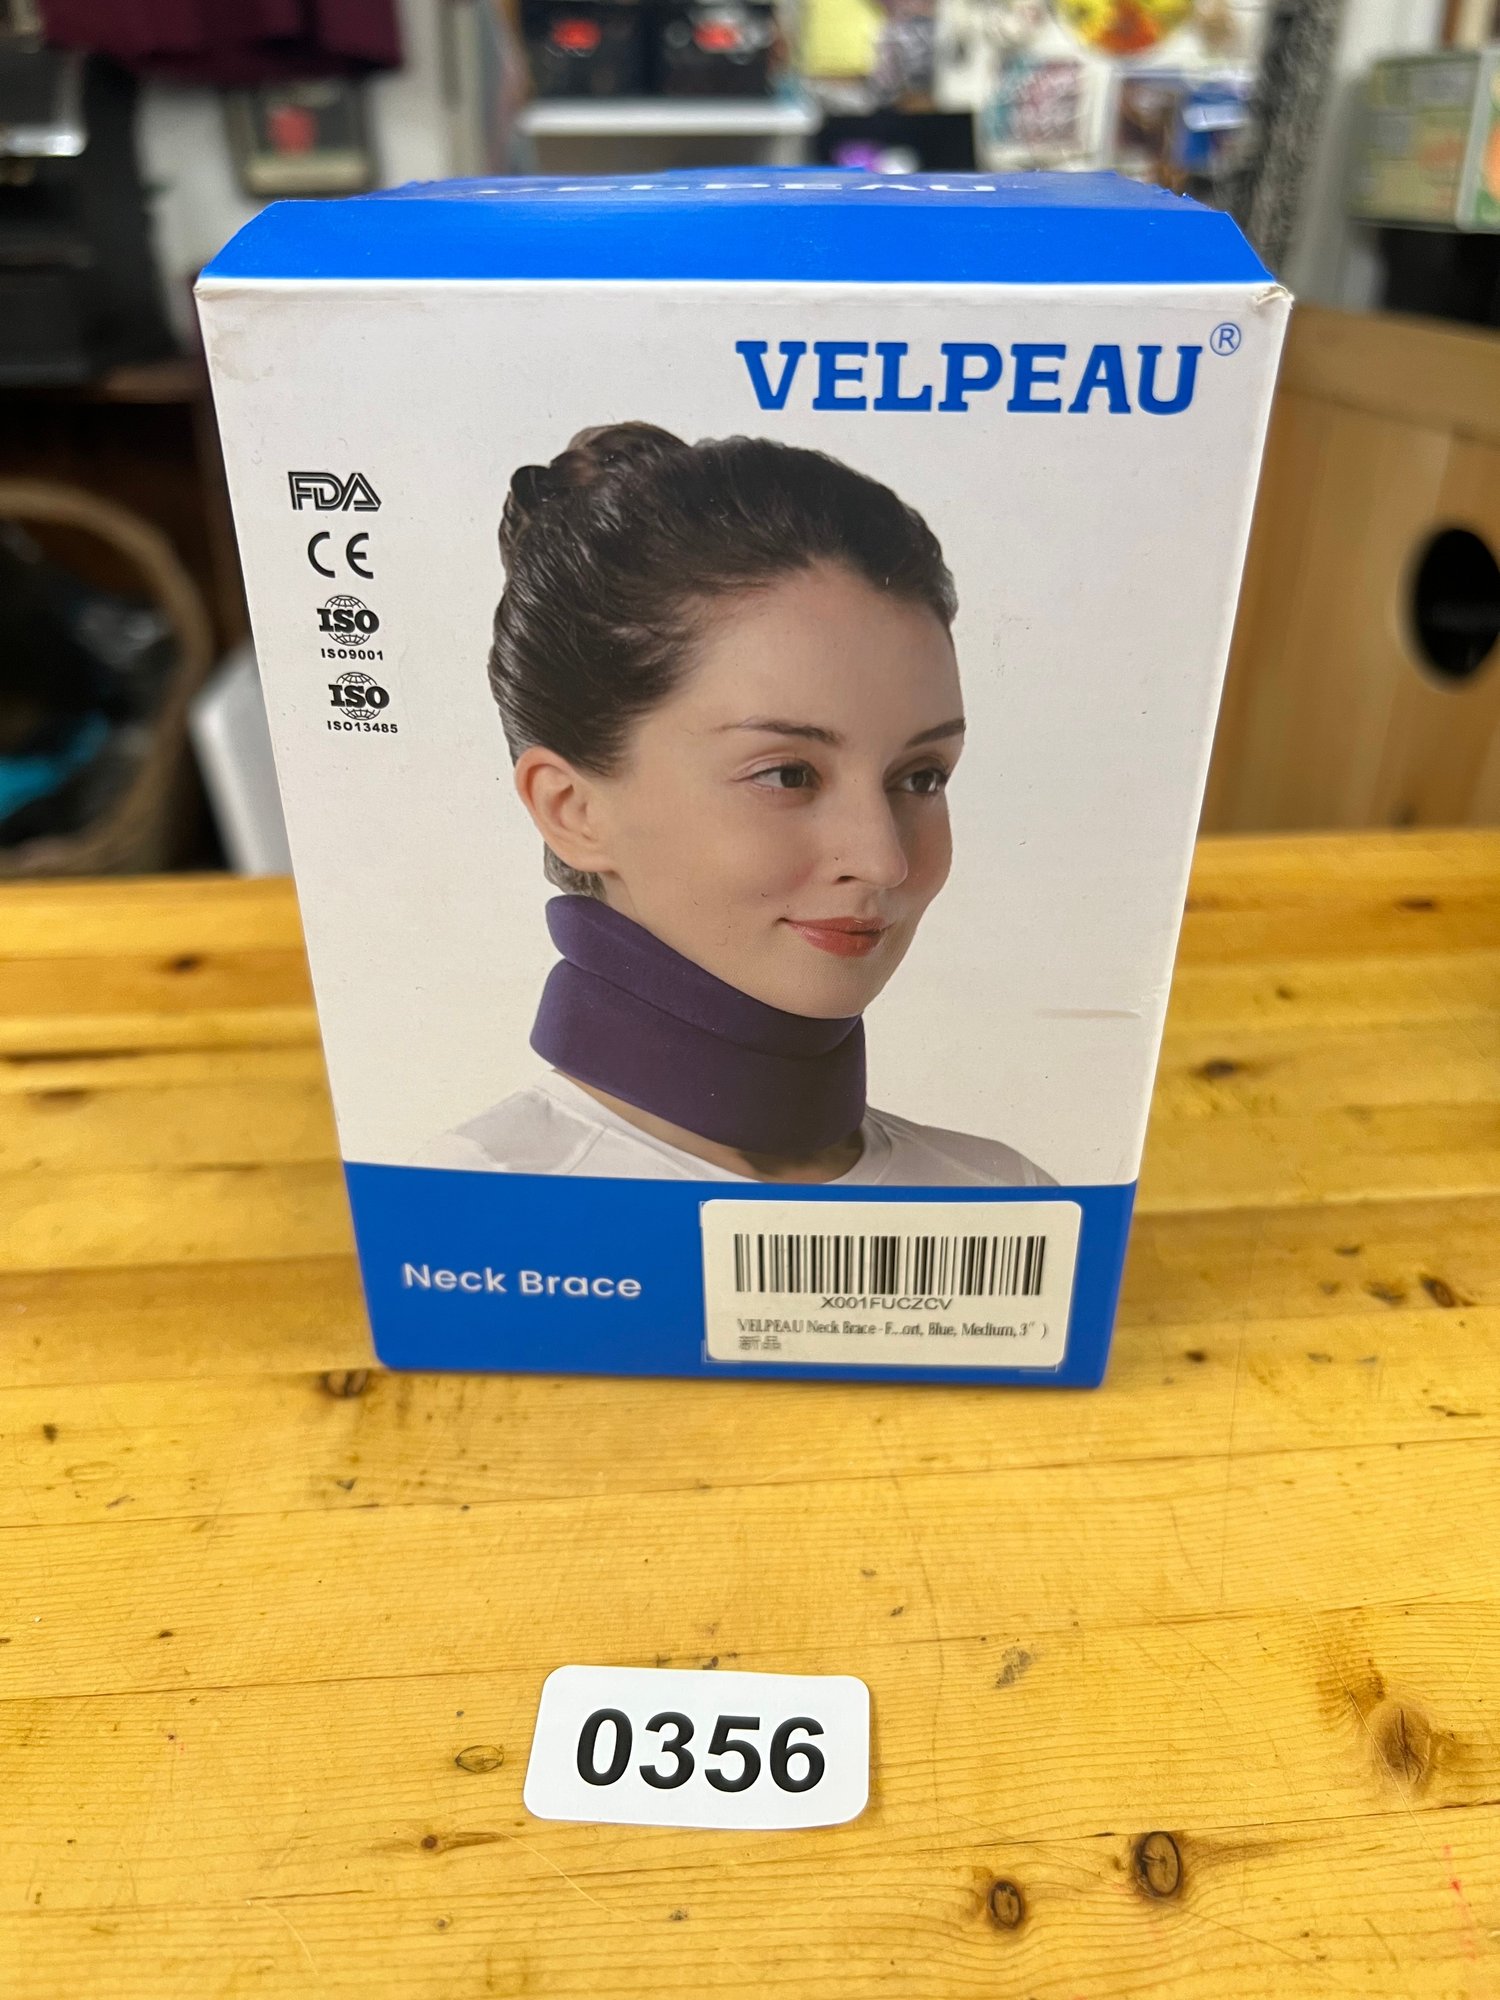 VELPEAU
VELPEAU®
FDA
CE
ISO
ISO9001
ISO
ISO13485
Neck Brace
X001FUCZCV
VELPEAU Neck Brace - F...ort, Blue, Medium, 3" )
新品
0356